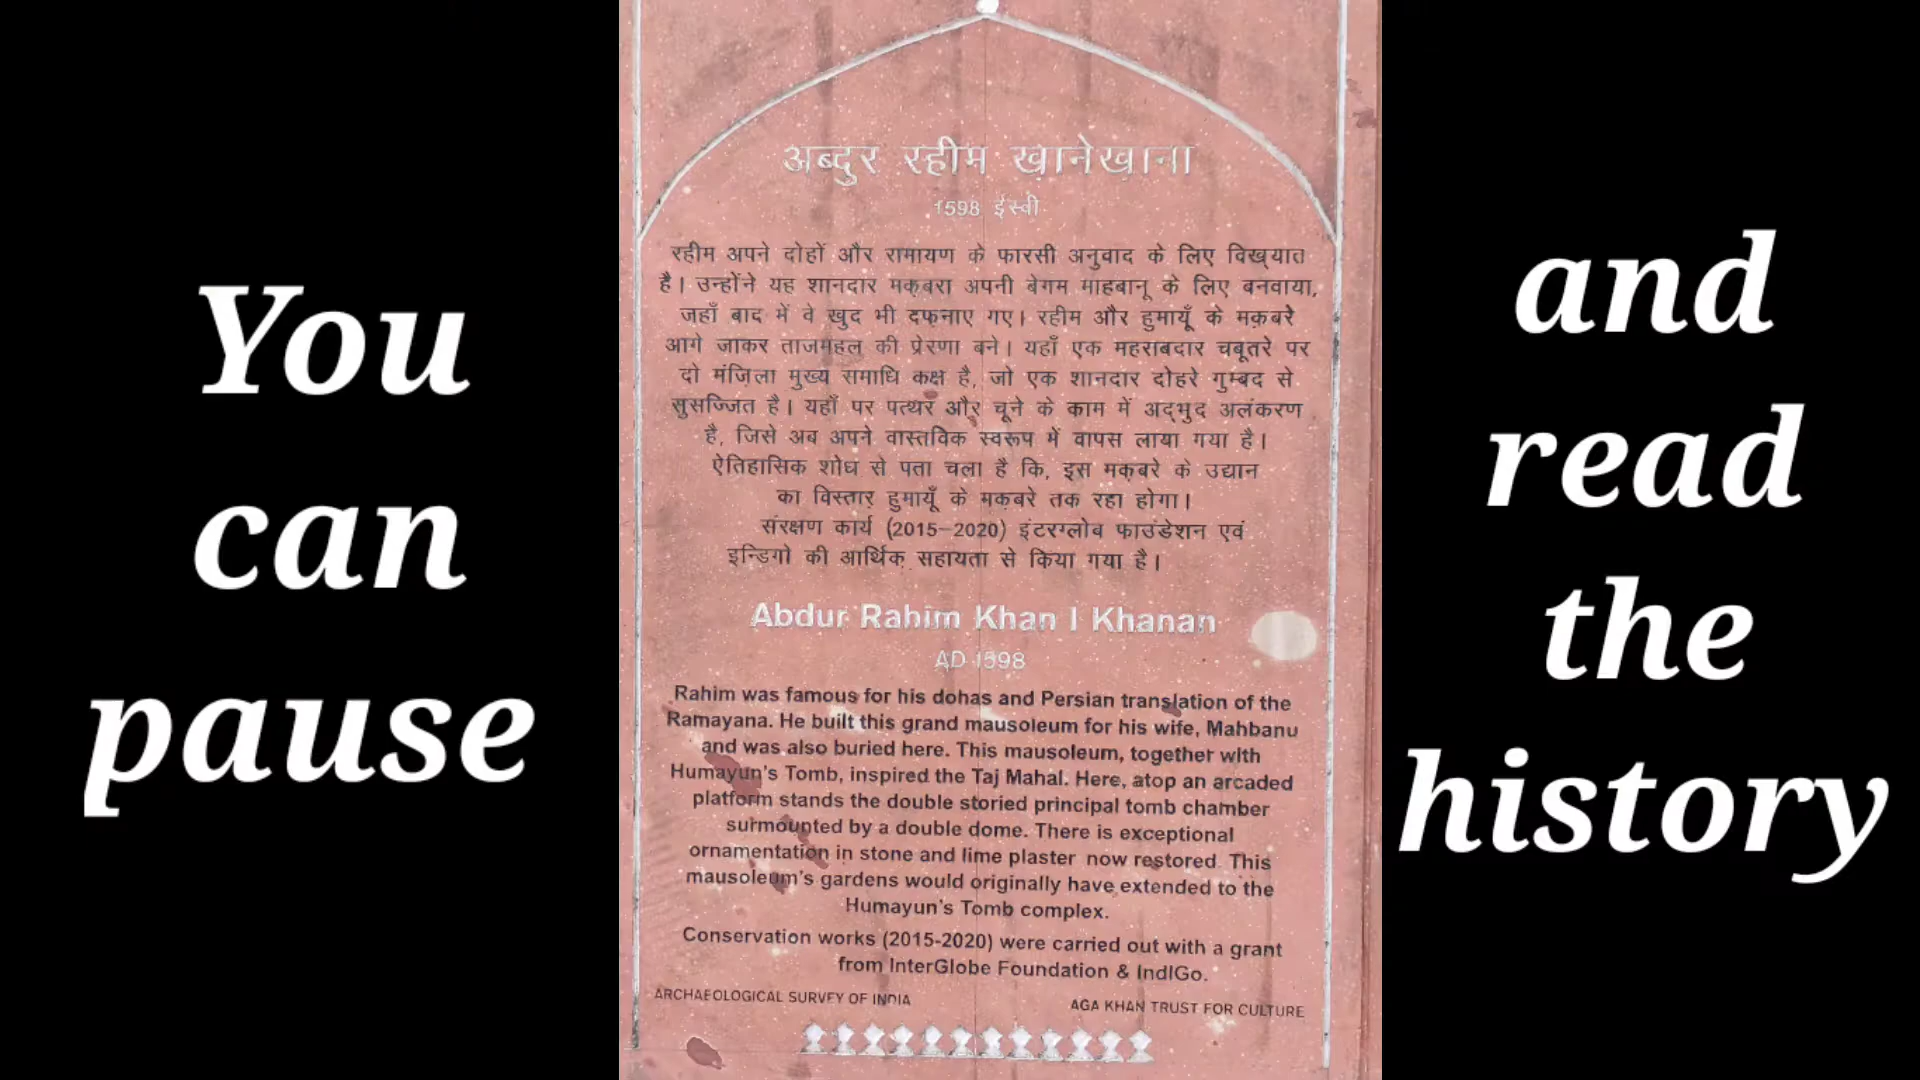 You
can
pause
अब्दुर रहीम ख़ानेख़ाना
1598 ईस्वी
रहीम अपने दोहों और रामायण के फारसी अनुवाद के लिए विख्यात
है। उन्होंने यह शानदार मक़बरा अपनी बेगम माहबानू के लिए बनवाया,
जहाँ बाद में वे खुद भी दफ़नाए गए। रहीम और हुमायूँ के मक़बरे
आगे जाकर ताजमहल की प्रेरणा बने। यहाँ एक महराबदार चबूतरे पर
दो मंज़िला मुख्य समाधि कक्ष है, जो एक शानदार दोहरे गुम्बद से
सुसज्जित है। यहाँ पर पत्थर और चूने के काम में अद्भुद अलंकरण
है, जिसे अब अपने वास्तविक स्वरूप में वापस लाया गया है।
ऐतिहासिक शोध से पता चला है कि, इस मक़बरे के उद्यान
का विस्तार हुमायूँ के मक़बरे तक रहा होगा।
संरक्षण कार्य (2015–2020) इंटरग्लोब फाउंडेशन एवं
इन्डिगो की आर्थिक सहायता से किया गया है।
Abdur Rahim Khan I Khanan
AD 1598
Rahim was famous for his dohas and Persian translation of the
Ramayana. He built this grand mausoleum for his wife, Mahbanu
and was also buried here. This mausoleum, together with
Humayun's Tomb, inspired the Taj Mahal. Here, atop an arcaded
platform stands the double storied principal tomb chamber
surmounted by a double dome. There is exceptional
ornamentation in stone and lime plaster now restored. This
mausoleum's gardens would originally have extended to the
Humayun's Tomb complex.
Conservation works (2015-2020) were carried out with a grant
from InterGlobe Foundation & IndIGo.
ARCHAEOLOGICAL SURVEY OF INDIA
AGA KHAN TRUST FOR CULTURE
and
read
the
history